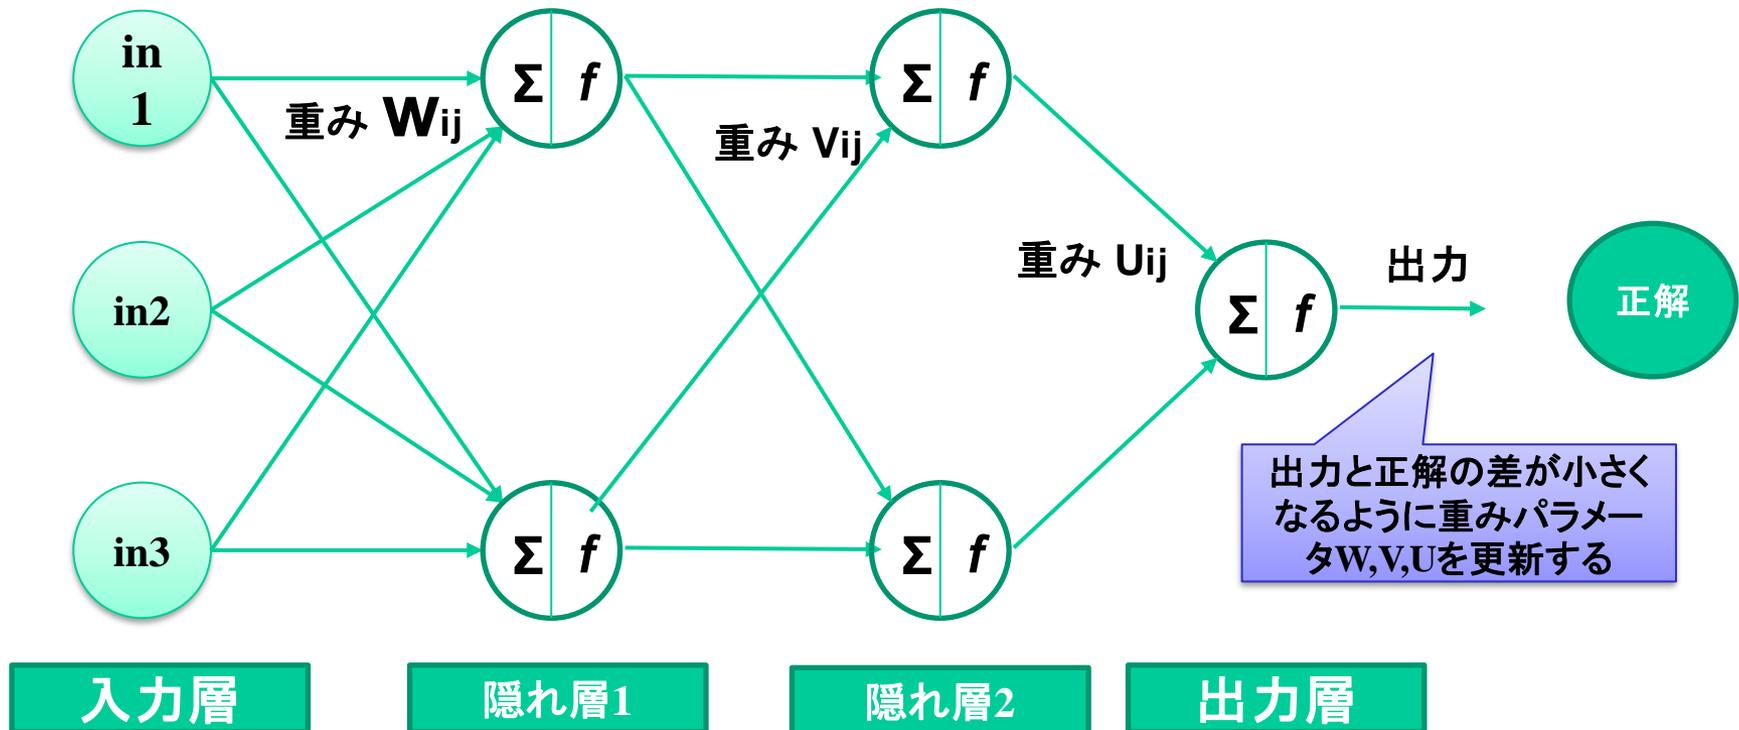 in
1
Σ f
Σ f
重み Wij
重み Vij
重み Uij
出力
in2
Σ f
正解
出力と正解の差が小さく
なるように重みパラメー
タW,V,Uを更新する
in3
Σ f
Σ f
入力層
隠れ層1
隠れ層2
出力層